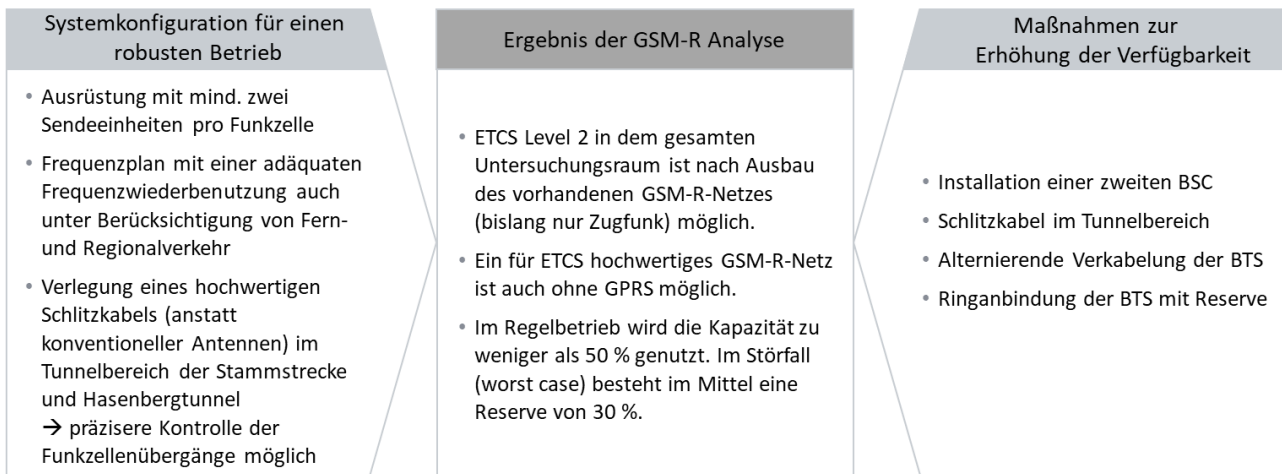 Systemkonfiguration für einen
robusten Betrieb
• Ausrüstung mit mind. zwei
Sendeeinheiten pro Funkzelle
• Frequenzplan mit einer adäquaten
Frequenzwiederbenutzung auch
unter Berücksichtigung von Fern-
und Regionalverkehr
• Verlegung eines hochwertigen
Schlitzkabels (anstatt
konventioneller Antennen) im
Tunnelbereich der Stammstrecke
und Hasenbergtunnel
→ präzisere Kontrolle der
Funkzellenübergänge möglich
Ergebnis der GSM-R Analyse
• ETCS Level 2 in dem gesamten
Untersuchungsraum ist nach Ausbau
des vorhandenen GSM-R-Netzes
(bislang nur Zugfunk) möglich.
• Ein für ETCS hochwertiges GSM-R-Netz
ist auch ohne GPRS möglich.
• Im Regelbetrieb wird die Kapazität zu
weniger als 50 % genutzt. Im Störfall
(worst case) besteht im Mittel eine
Reserve von 30 %.
Maßnahmen zur
Erhöhung der Verfügbarkeit
• Installation einer zweiten BSC
• Schlitzkabel im Tunnelbereich
• Alternierende Verkabelung der BTS
• Ringanbindung der BTS mit Reserve